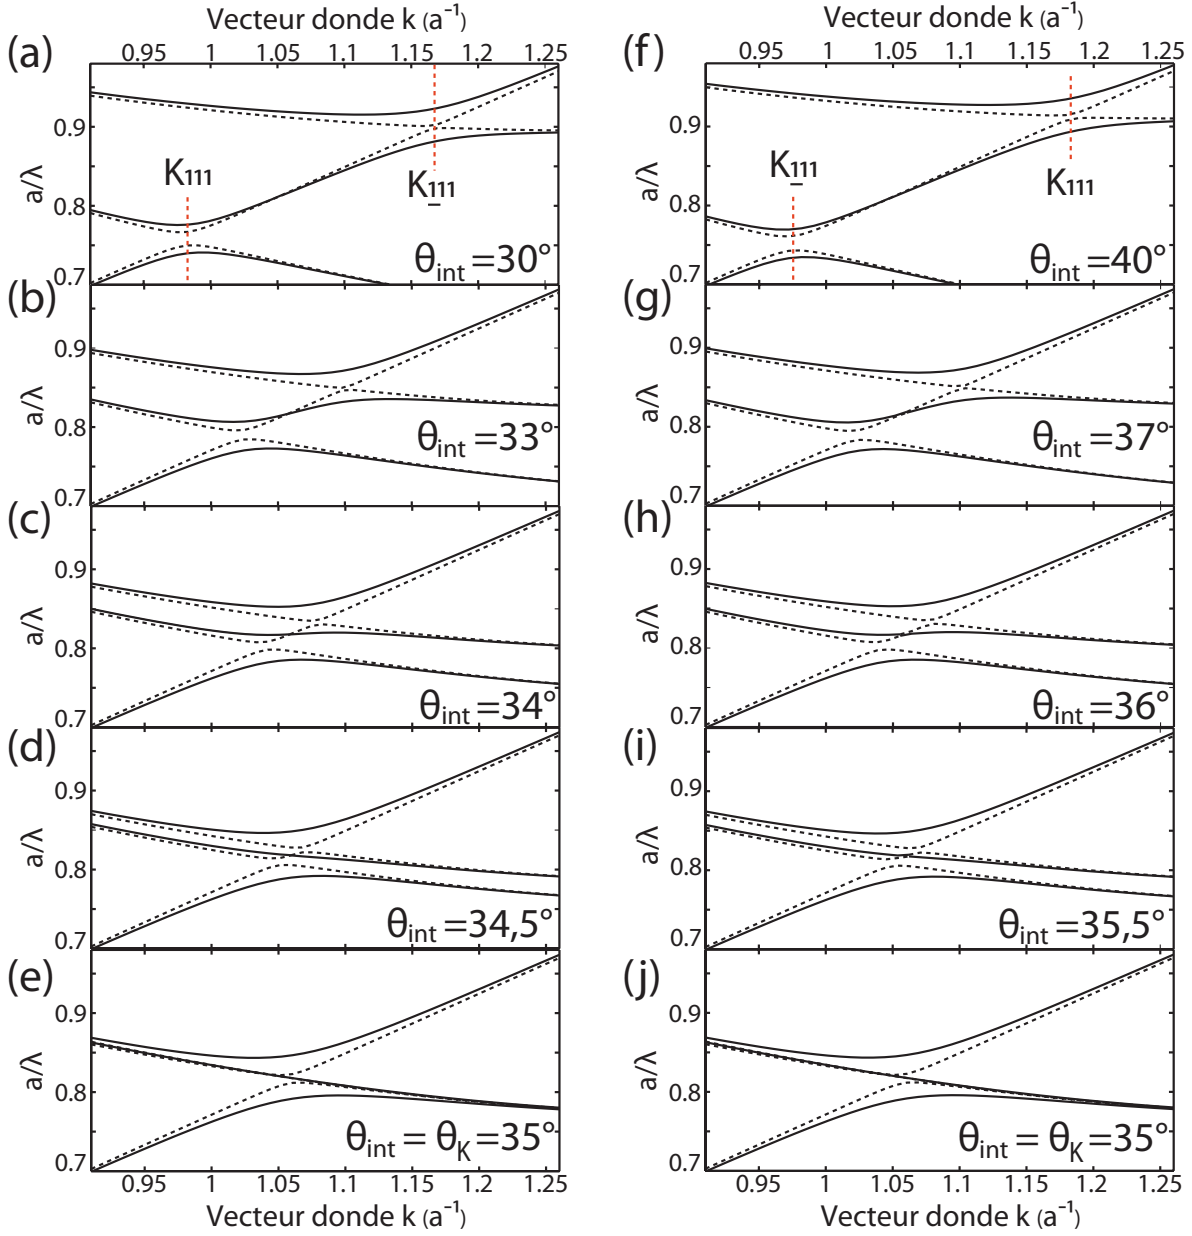 Vecteur donde k (a⁻¹)
0.95 1 1.05 1.1 1.15 1.2 1.25
(a)
0.9
0.8
0.7
a/λ
K111
K_111
θint =30°
(b)
0.9
0.8
0.7
a/λ
θint =33°
(c)
0.9
0.8
0.7
a/λ
θint =34°
(d)
0.9
0.8
0.7
a/λ
θint =34,5°
(e)
0.9
0.8
0.7
a/λ
θint = θK =35°
0.95 1 1.05 1.1 1.15 1.2 1.25
Vecteur donde k (a⁻¹)
Vecteur donde k (a⁻¹)
0.95 1 1.05 1.1 1.15 1.2 1.25
(f)
0.9
0.8
0.7
a/λ
K_111
K111
θint =40°
(g)
0.9
0.8
0.7
a/λ
θint =37°
(h)
0.9
0.8
0.7
a/λ
θint =36°
(i)
0.9
0.8
0.7
a/λ
θint =35,5°
(j)
0.9
0.8
0.7
a/λ
θint = θK =35°
0.95 1 1.05 1.1 1.15 1.2 1.25
Vecteur donde k (a⁻¹)